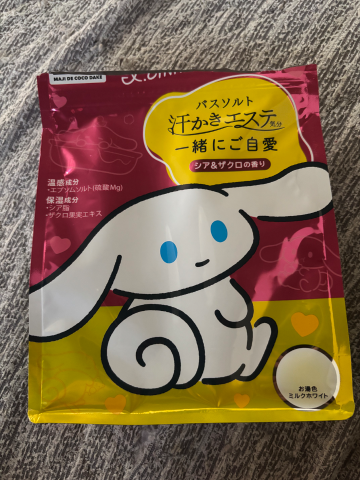 MAJI DE COCO DAKE
バスソルト
汗かきエステ気分
一緒にご自愛
シア&ザクロの香り
温感成分
・エプソムソルト(硫酸Mg)
保湿成分
・シア脂
・ザクロ果実エキス
お湯色
ミルクホワイト